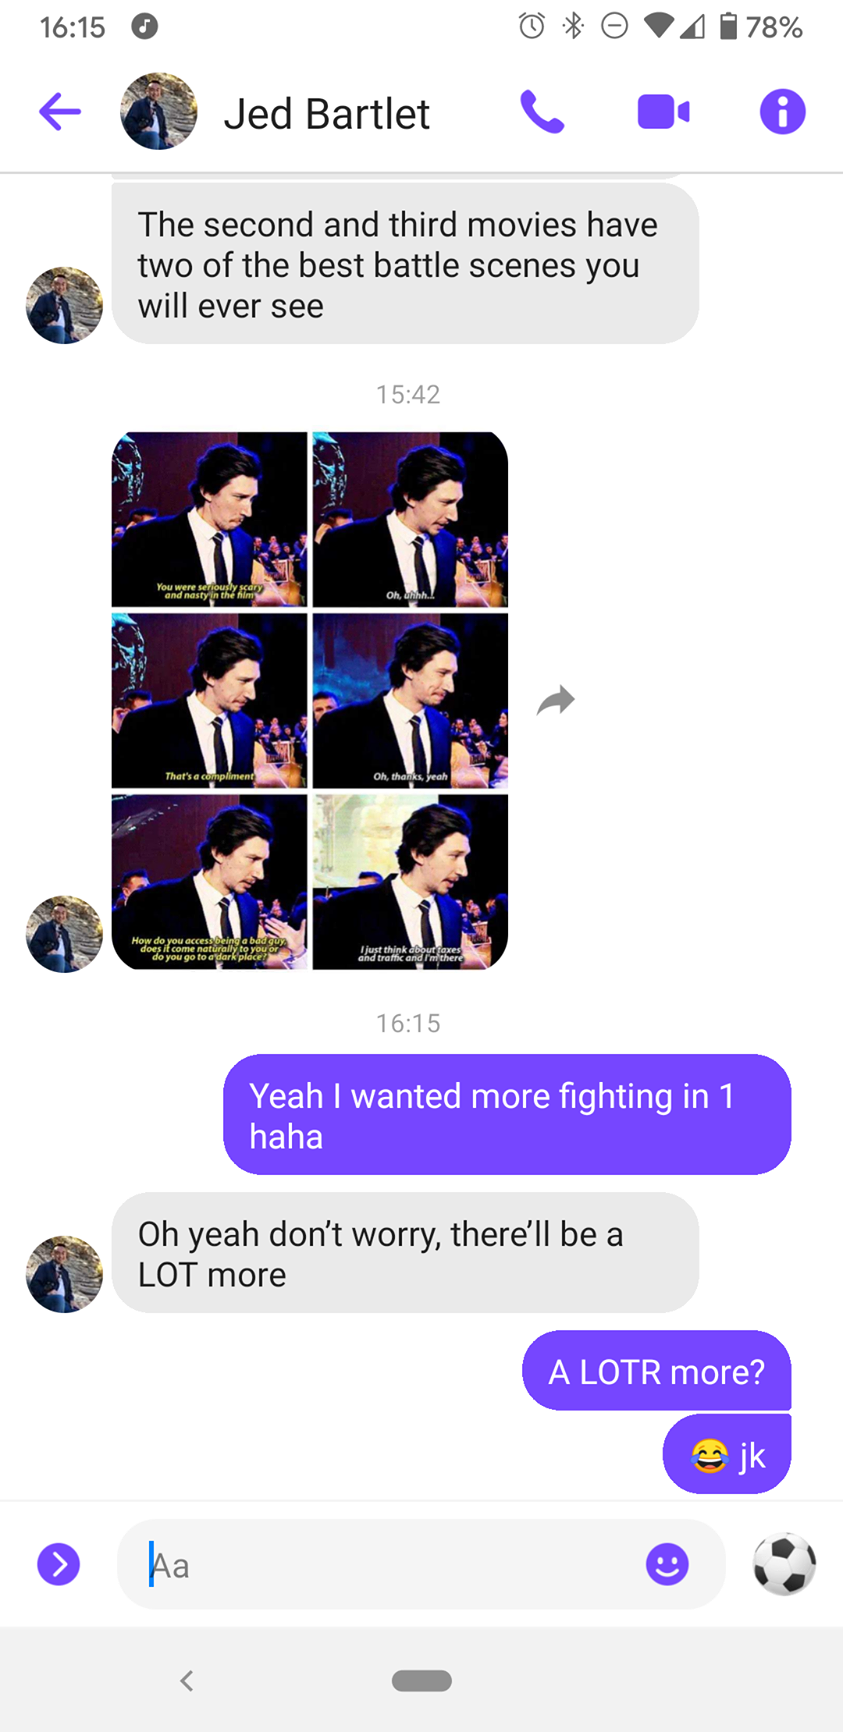 16:15
78%
Jed Bartlet
The second and third movies have
two of the best battle scenes you
will ever see
15:42
You were seriously scary
and nasty in the film
Oh, uhhh...
That's a compliment
Oh, thanks, yeah
How do you access being a bad guy,
does it come naturally to you or
do you go to a dark place?
I just think about taxes
and traffic and I'm there
16:15
Yeah I wanted more fighting in 1
haha
Oh yeah don’t worry, there’ll be a
LOT more
A LOTR more?
😂 jk
Aa